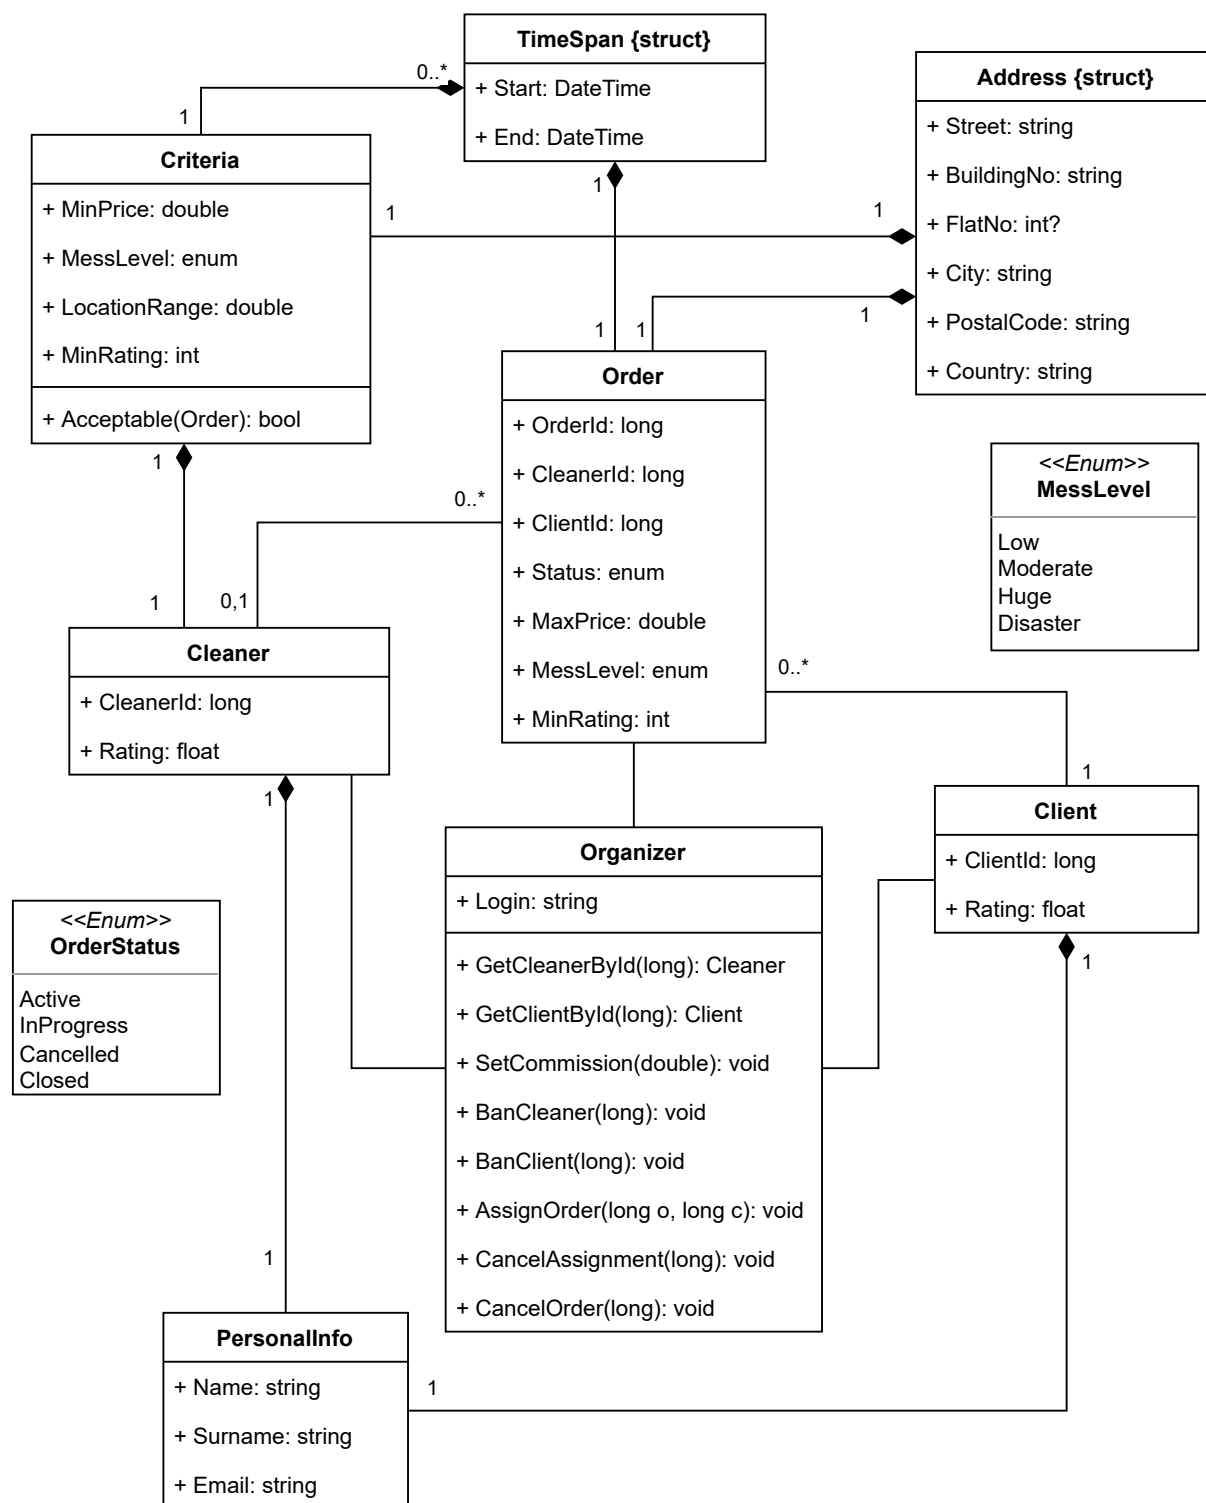 TimeSpan {struct}
+ Start: DateTime
+ End: DateTime
0..*
1
1
1
Address {struct}
+ Street: string
+ BuildingNo: string
+ FlatNo: int?
+ City: string
+ PostalCode: string
+ Country: string
1
1
1
1
Criteria
+ MinPrice: double
+ MessLevel: enum
+ LocationRange: double
+ MinRating: int
+ Acceptable(Order): bool
1
1
Order
+ OrderId: long
+ CleanerId: long
+ ClientId: long
+ Status: enum
+ MaxPrice: double
+ MessLevel: enum
+ MinRating: int
0..*
0,1
0..*
1
<<Enum>>
MessLevel
Low
Moderate
Huge
Disaster
Cleaner
+ CleanerId: long
+ Rating: float
1
1
Organizer
+ Login: string
+ GetCleanerById(long): Cleaner
+ GetClientById(long): Client
+ SetCommission(double): void
+ BanCleaner(long): void
+ BanClient(long): void
+ AssignOrder(long o, long c): void
+ CancelAssignment(long): void
+ CancelOrder(long): void
Client
+ ClientId: long
+ Rating: float
1
1
<<Enum>>
OrderStatus
Active
InProgress
Cancelled
Closed
PersonalInfo
+ Name: string
+ Surname: string
+ Email: string